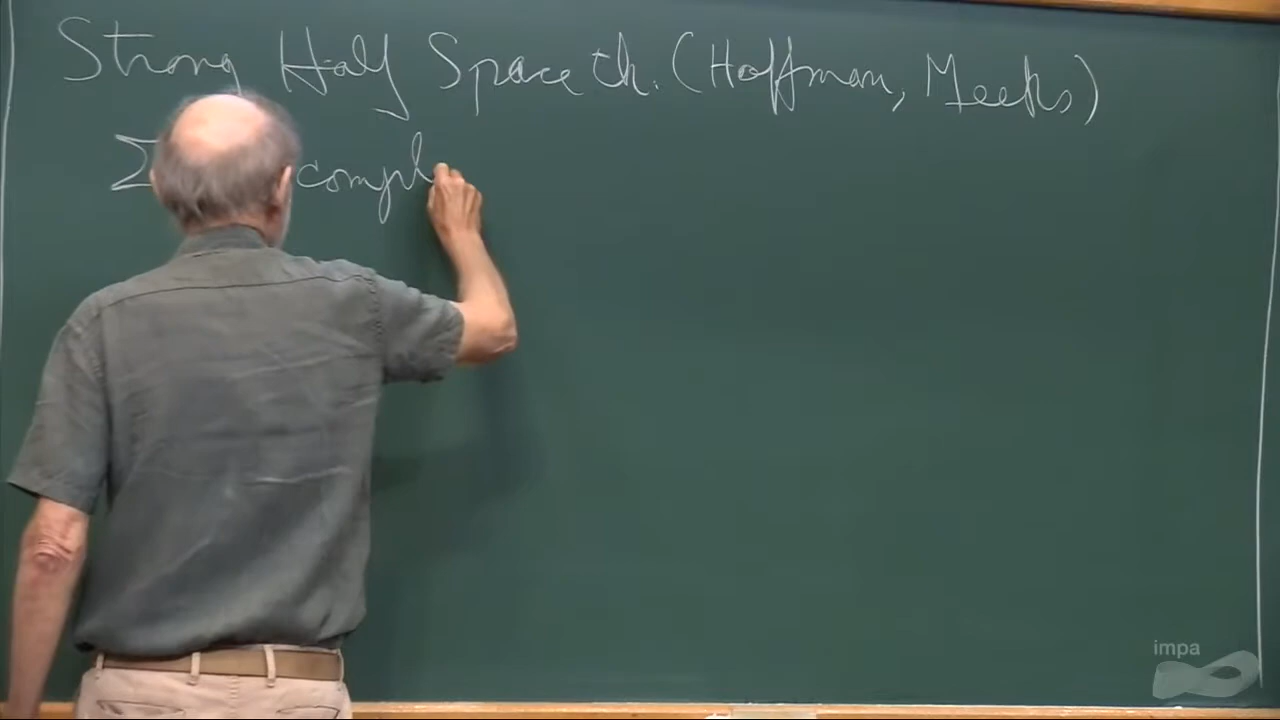 Strong Half Space th. (Hoffman, Meeks)
Σ compl
impa